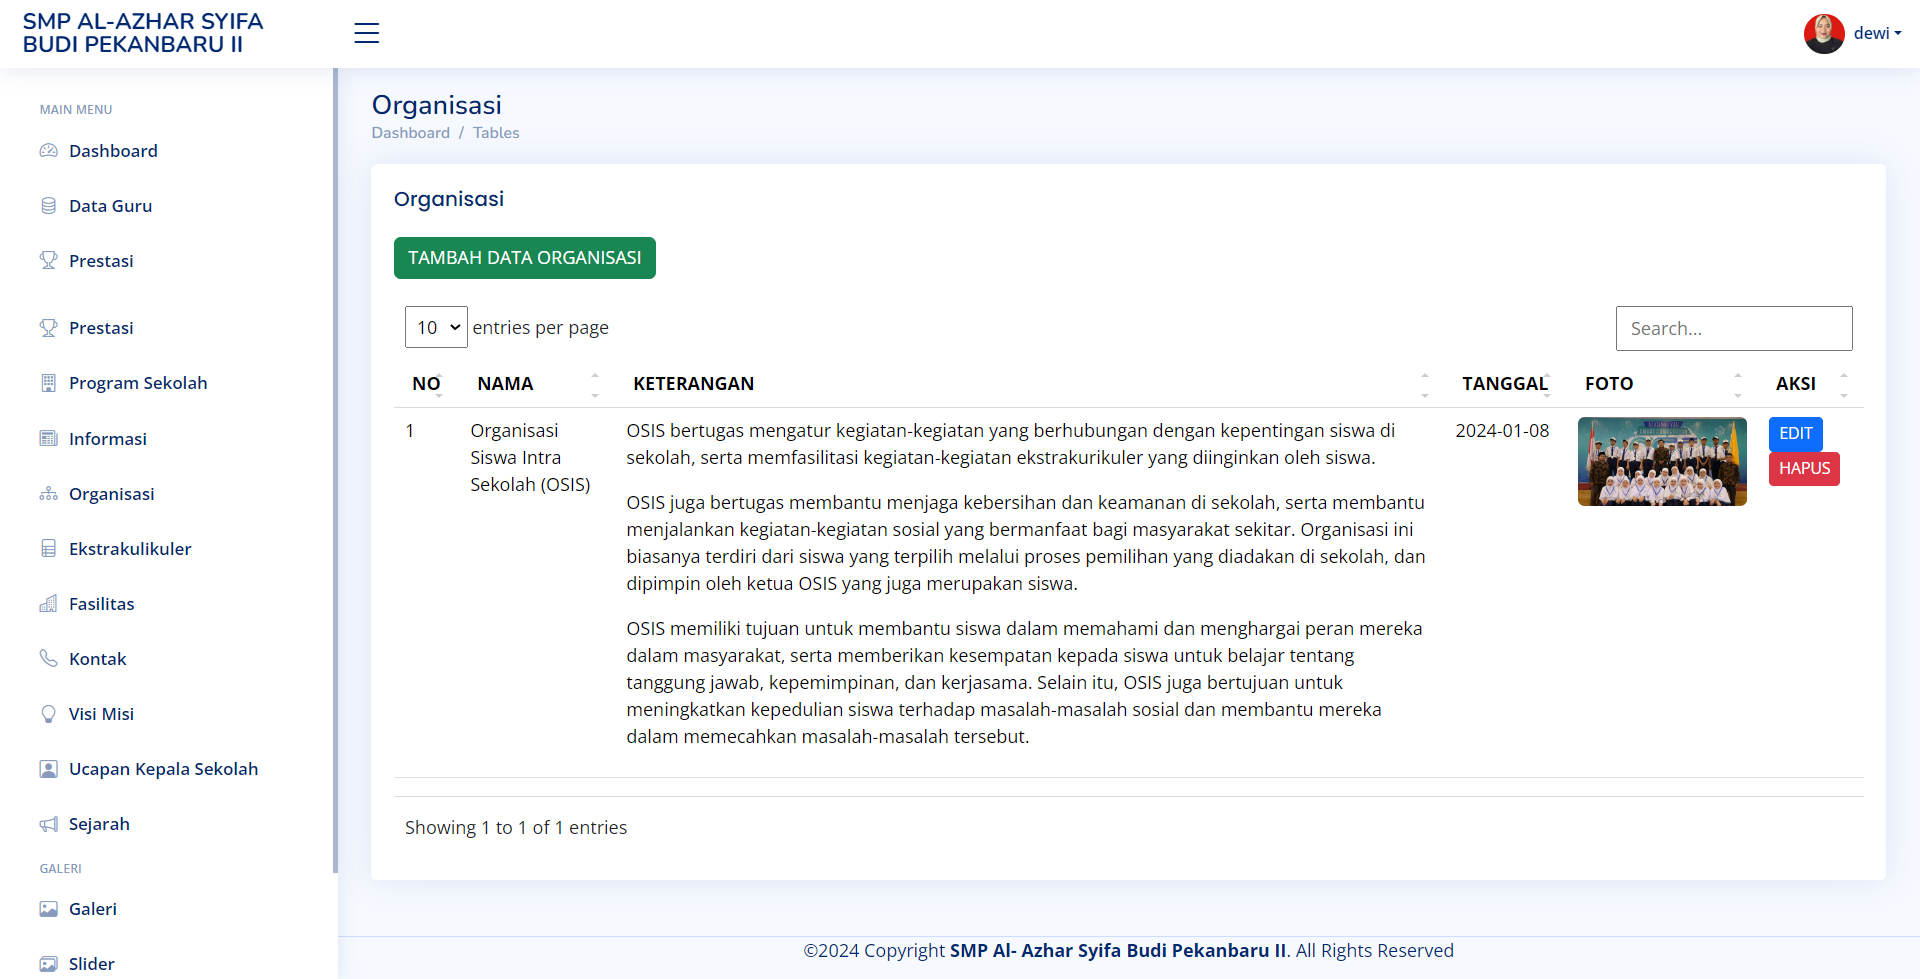 SMP AL-AZHAR SYIFA
BUDI PEKANBARU II
dewi
MAIN MENU
Dashboard
Data Guru
Prestasi
Prestasi
Program Sekolah
Informasi
Organisasi
Ekstrakulikuler
Fasilitas
Kontak
Visi Misi
Ucapan Kepala Sekolah
Sejarah
GALERI
Galeri
Slider
Organisasi
Dashboard / Tables
Organisasi
TAMBAH DATA ORGANISASI
10 entries per page
Search...
NO NAMA KETERANGAN TANGGAL FOTO AKSI
1
Organisasi
Siswa Intra
Sekolah (OSIS)
OSIS bertugas mengatur kegiatan-kegiatan yang berhubungan dengan kepentingan siswa di
sekolah, serta memfasilitasi kegiatan-kegiatan ekstrakurikuler yang diinginkan oleh siswa.
OSIS juga bertugas membantu menjaga kebersihan dan keamanan di sekolah, serta membantu
menjalankan kegiatan-kegiatan sosial yang bermanfaat bagi masyarakat sekitar. Organisasi ini
biasanya terdiri dari siswa yang terpilih melalui proses pemilihan yang diadakan di sekolah, dan
dipimpin oleh ketua OSIS yang juga merupakan siswa.
OSIS memiliki tujuan untuk membantu siswa dalam memahami dan menghargai peran mereka
dalam masyarakat, serta memberikan kesempatan kepada siswa untuk belajar tentang
tanggung jawab, kepemimpinan, dan kerjasama. Selain itu, OSIS juga bertujuan untuk
meningkatkan kepedulian siswa terhadap masalah-masalah sosial dan membantu mereka
dalam memecahkan masalah-masalah tersebut.
2024-01-08
EDIT
HAPUS
Showing 1 to 1 of 1 entries
©2024 Copyright SMP Al- Azhar Syifa Budi Pekanbaru II. All Rights Reserved